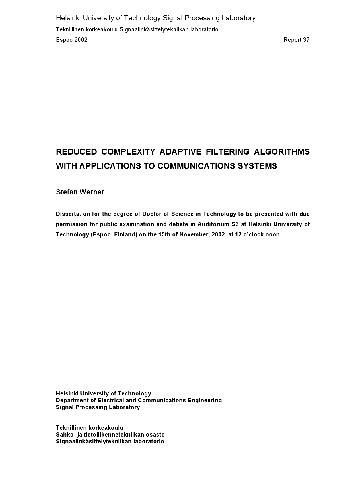 Helsinki University of Technology Signal Processing Laboratory
Teknillinen korkeakoulu Signaalinkäsittelytekniikan laboratorio
Espoo 2002 Report 37
REDUCED COMPLEXITY ADAPTIVE FILTERING ALGORITHMS
WITH APPLICATIONS TO COMMUNICATIONS SYSTEMS
Stefan Werner
Dissertation for the degree of Doctor of Science in Technology to be presented with due
permission for public examination and debate in Auditorium S3 at Helsinki University of
Technology (Espoo, Finland) on the 15th of November, 2002, at 12 o'clock noon.
Helsinki University of Technology
Department of Electrical and Communications Engineering
Signal Processing Laboratory
Teknillinen korkeakoulu
Sähkö- ja tietoliikennetekniikan osasto
Signaalinkäsittelytekniikan laboratorio